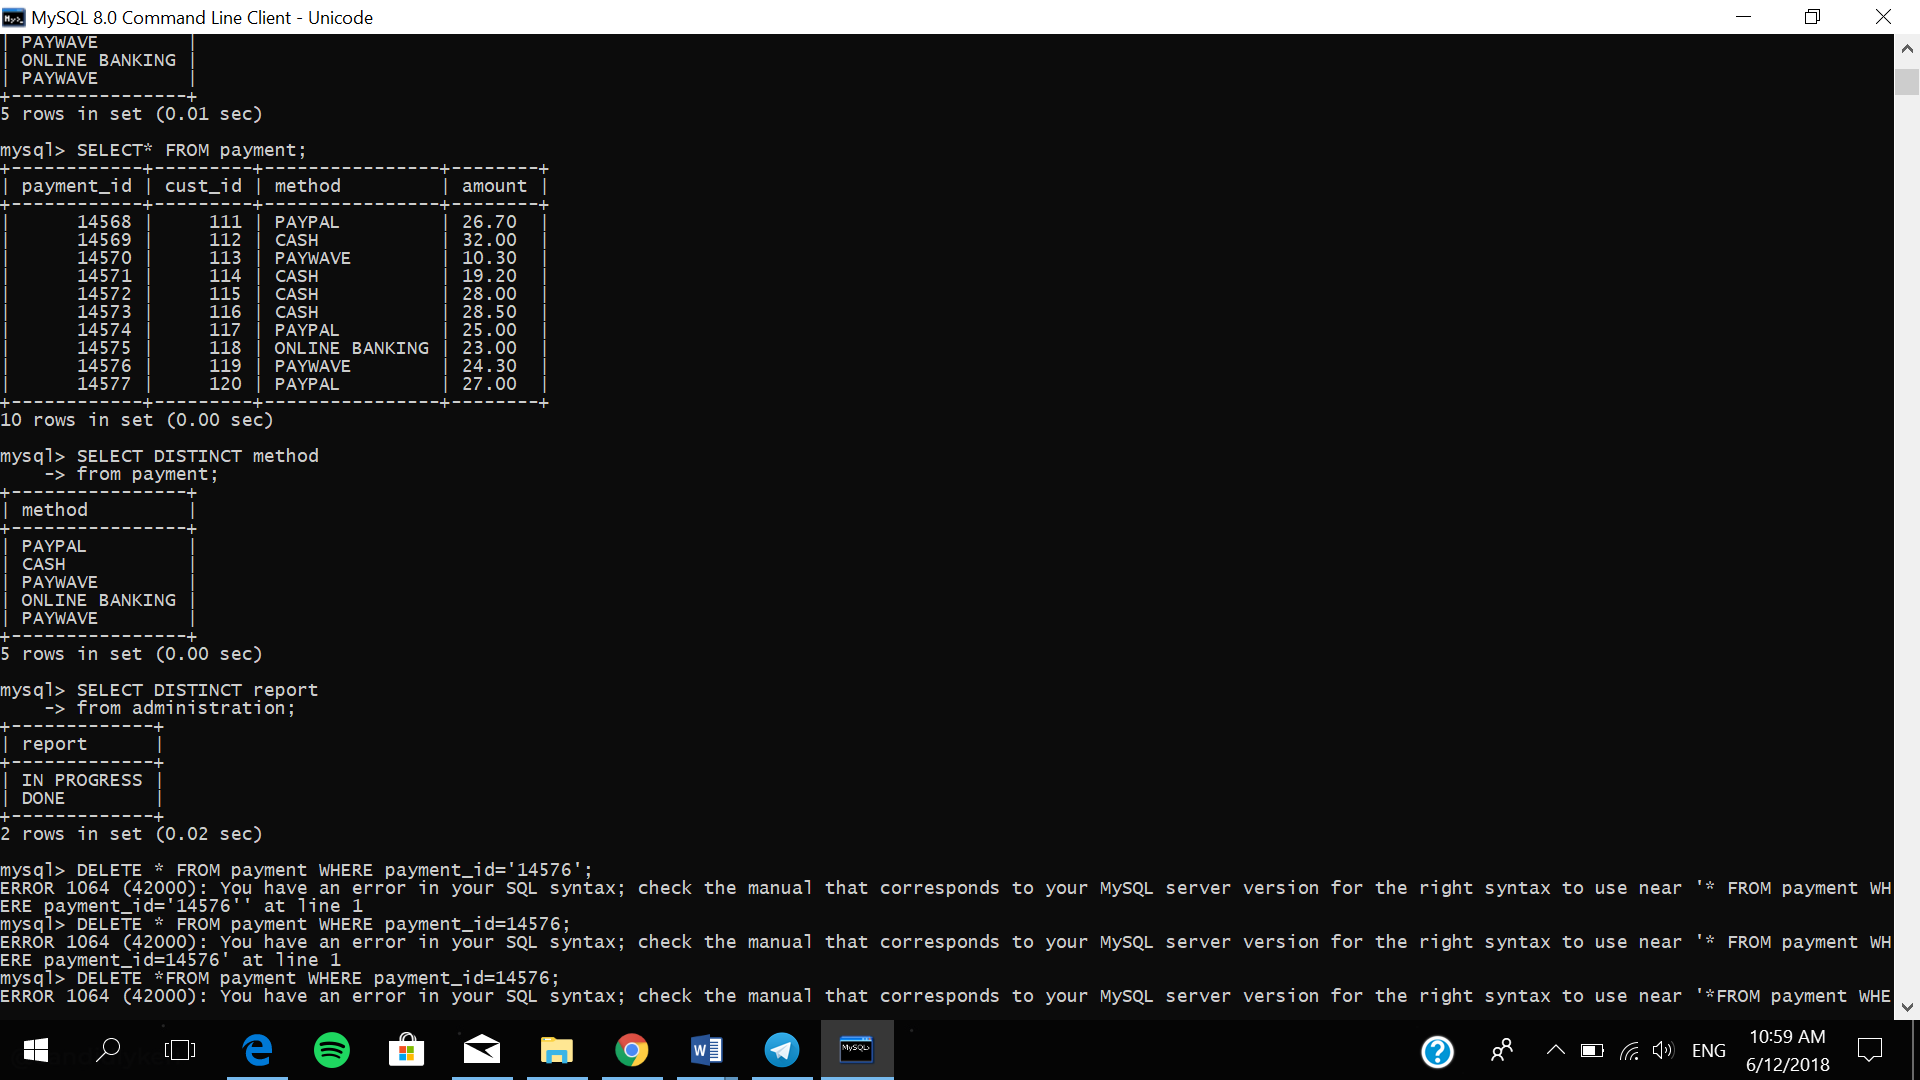 MySQL 8.0 Command Line Client - Unicode
| PAYWAVE        |
| ONLINE BANKING |
| PAYWAVE        |
+----------------+
5 rows in set (0.01 sec)
mysql> SELECT* FROM payment;
+------------+---------+----------------+--------+
| payment_id | cust_id | method         | amount |
+------------+---------+----------------+--------+
|      14568 |     111 | PAYPAL         | 26.70  |
|      14569 |     112 | CASH           | 32.00  |
|      14570 |     113 | PAYWAVE        | 10.30  |
|      14571 |     114 | CASH           | 19.20  |
|      14572 |     115 | CASH           | 28.00  |
|      14573 |     116 | CASH           | 28.50  |
|      14574 |     117 | PAYPAL         | 25.00  |
|      14575 |     118 | ONLINE BANKING | 23.00  |
|      14576 |     119 | PAYWAVE        | 24.30  |
|      14577 |     120 | PAYPAL         | 27.00  |
+------------+---------+----------------+--------+
10 rows in set (0.00 sec)
mysql> SELECT DISTINCT method
    -> from payment;
+----------------+
| method         |
+----------------+
| PAYPAL         |
| CASH           |
| PAYWAVE        |
| ONLINE BANKING |
| PAYWAVE        |
+----------------+
5 rows in set (0.00 sec)
mysql> SELECT DISTINCT report
    -> from administration;
+-------------+
| report      |
+-------------+
| IN PROGRESS |
| DONE        |
+-------------+
2 rows in set (0.02 sec)
mysql> DELETE * FROM payment WHERE payment_id='14576';
ERROR 1064 (42000): You have an error in your SQL syntax; check the manual that corresponds to your MySQL server version for the right syntax to use near '* FROM payment WH
ERE payment_id='14576'' at line 1
mysql> DELETE * FROM payment WHERE payment_id=14576;
ERROR 1064 (42000): You have an error in your SQL syntax; check the manual that corresponds to your MySQL server version for the right syntax to use near '* FROM payment WH
ERE payment_id=14576' at line 1
mysql> DELETE *FROM payment WHERE payment_id=14576;
ERROR 1064 (42000): You have an error in your SQL syntax; check the manual that corresponds to your MySQL server version for the right syntax to use near '*FROM payment WHE
MySQL>
ENG
10:59 AM
6/12/2018